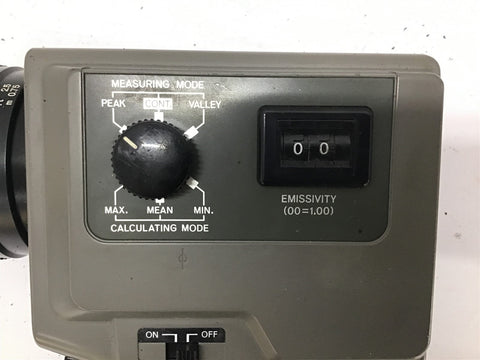 MEASURING MODE
PEAK CONT. VALLEY
0 0
MAX. MEAN MIN.
CALCULATING MODE
EMISSIVITY
(00=1.00)
ON OFF